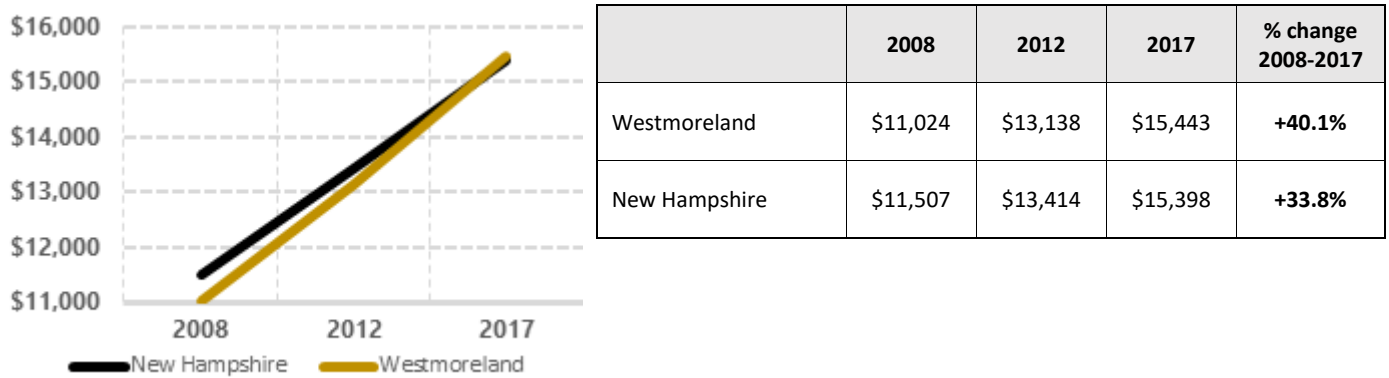 $16,000
$15,000
$14,000
$13,000
$12,000
$11,000
2008 2012 2017
New Hampshire Westmoreland
2008 2012 2017 % change
2008-2017
Westmoreland $11,024 $13,138 $15,443 +40.1%
New Hampshire $11,507 $13,414 $15,398 +33.8%